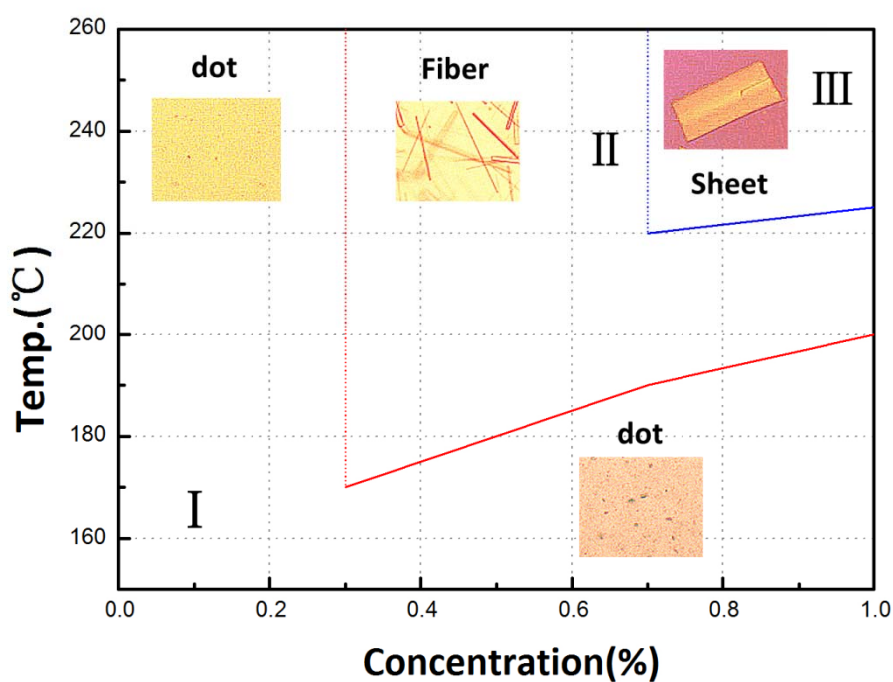 260
240
220
200
180
160
Temp.(℃)
dot
Fiber
Ⅱ
Ⅲ
Sheet
dot
Ⅰ
0.0 0.2 0.4 0.6 0.8 1.0
Concentration(%)